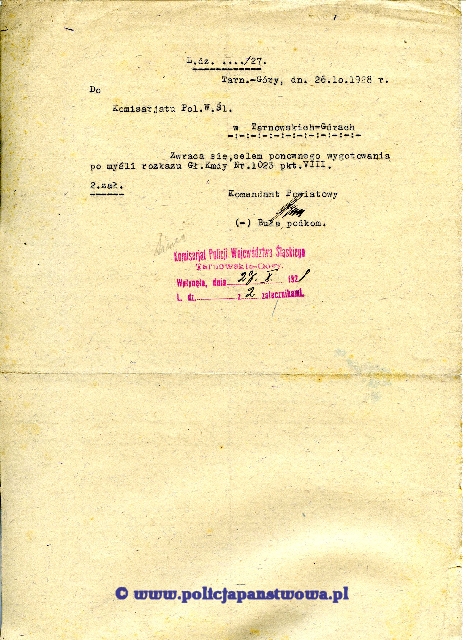 L.dz. ..../27.
Tarn.-Góry, dn. 26.10.1928 r.
Do
Komisarjatu Pol.W.Śl.
w Tarnowskich-Górach
-:-:-:-:-:-:-:-:-:-:-:-
Zwraca się,celem ponownego wygotowania
po myśli rozkazu Gł.Kmdy Nr.1023 pkt.VIII.
2.zał.
Komendant Powiatowy
(-) Buła podkom.
Komisarjat Policji Województwa Śląskiego
Tarnowskie-Góry.
Wpłynęło, dnia 27. X. 1928
L. dz. z 2 załącznikami.
© www.policjapanstwowa.pl